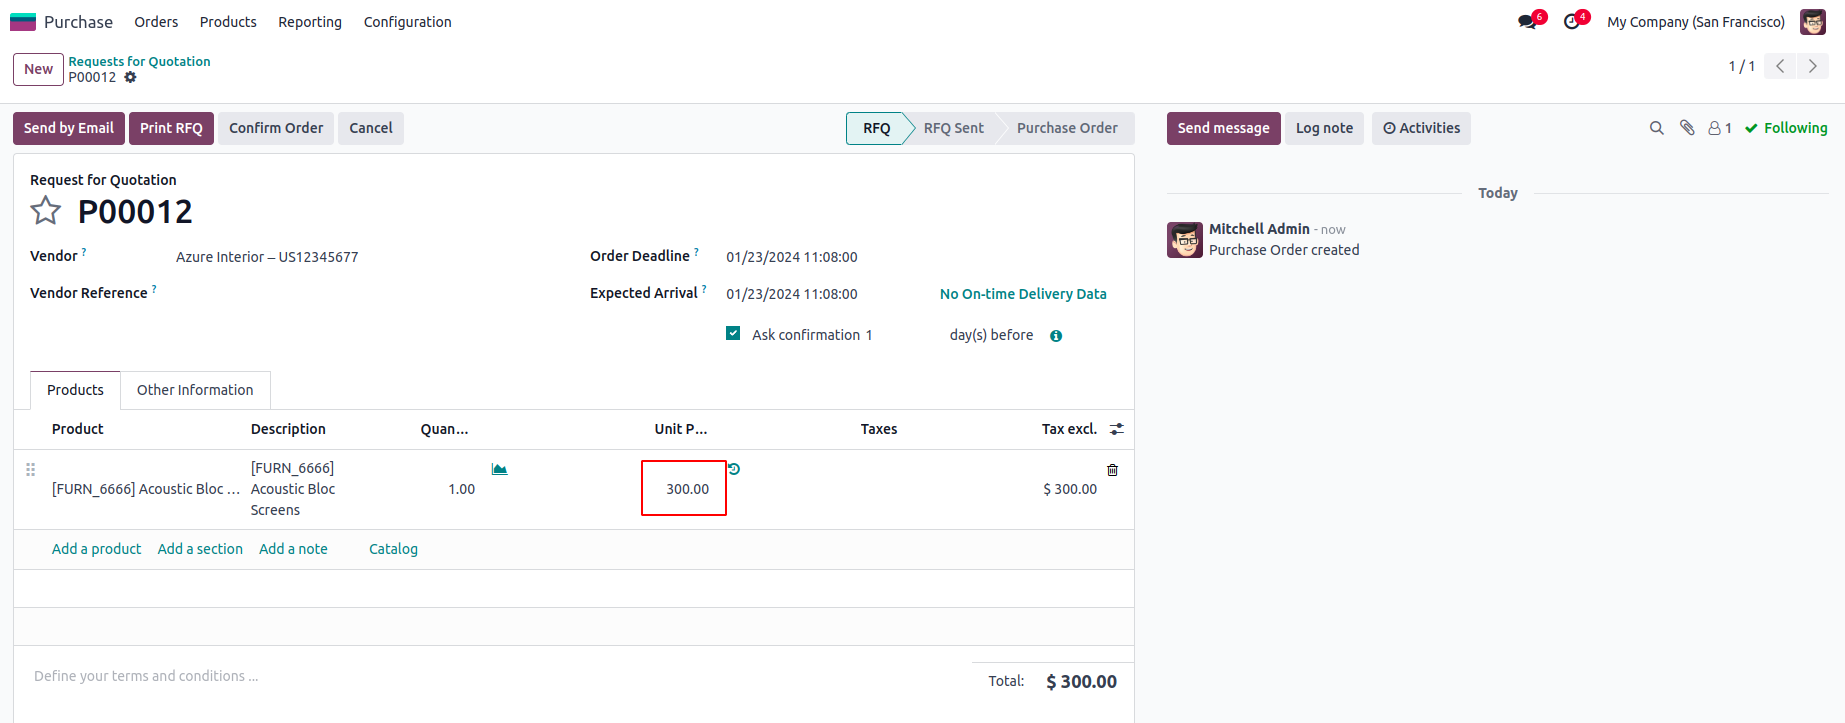 Purchase Orders Products Reporting Configuration 6 4 My Company (San Francisco)
New Requests for Quotation
P00012 1 / 1
Send by Email Print RFQ Confirm Order Cancel RFQ RFQ Sent Purchase Order Send message Log note Activities 1 Following
Request for Quotation
P00012
Today
Mitchell Admin - now
Purchase Order created
Vendor ? Azure Interior – US12345677 Order Deadline ? 01/23/2024 11:08:00
Vendor Reference ? Expected Arrival ? 01/23/2024 11:08:00 No On-time Delivery Data
Ask confirmation 1 day(s) before
Products Other Information
Product Description Quan... Unit P... Taxes Tax excl.
[FURN_6666] Acoustic Bloc ... [FURN_6666]
Acoustic Bloc
Screens 1.00 300.00 $ 300.00
Add a product Add a section Add a note Catalog
Define your terms and conditions ... Total: $ 300.00